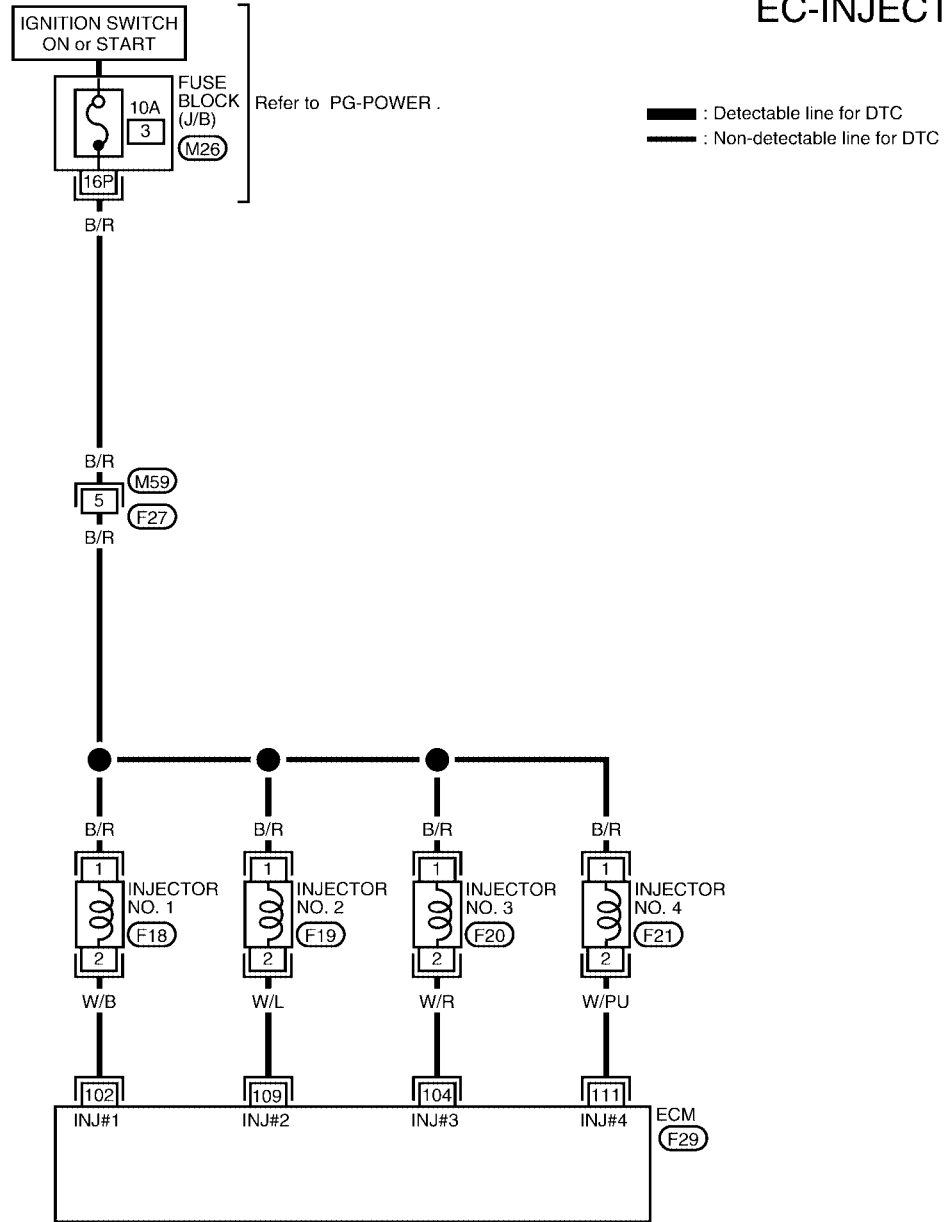 EC-INJECT
IGNITION SWITCH
ON or START
FUSE
BLOCK
(J/B)
10A
3
M26
Refer to PG-POWER .
: Detectable line for DTC
: Non-detectable line for DTC
16P
B/R
B/R
M59
5
F27
B/R
B/R B/R B/R B/R
1 1 1 1
INJECTOR
NO. 1
F18
INJECTOR
NO. 2
F19
INJECTOR
NO. 3
F20
INJECTOR
NO. 4
F21
2 2 2 2
W/B W/L W/R W/PU
102 109 104 111
INJ#1 INJ#2 INJ#3 INJ#4
ECM
F29